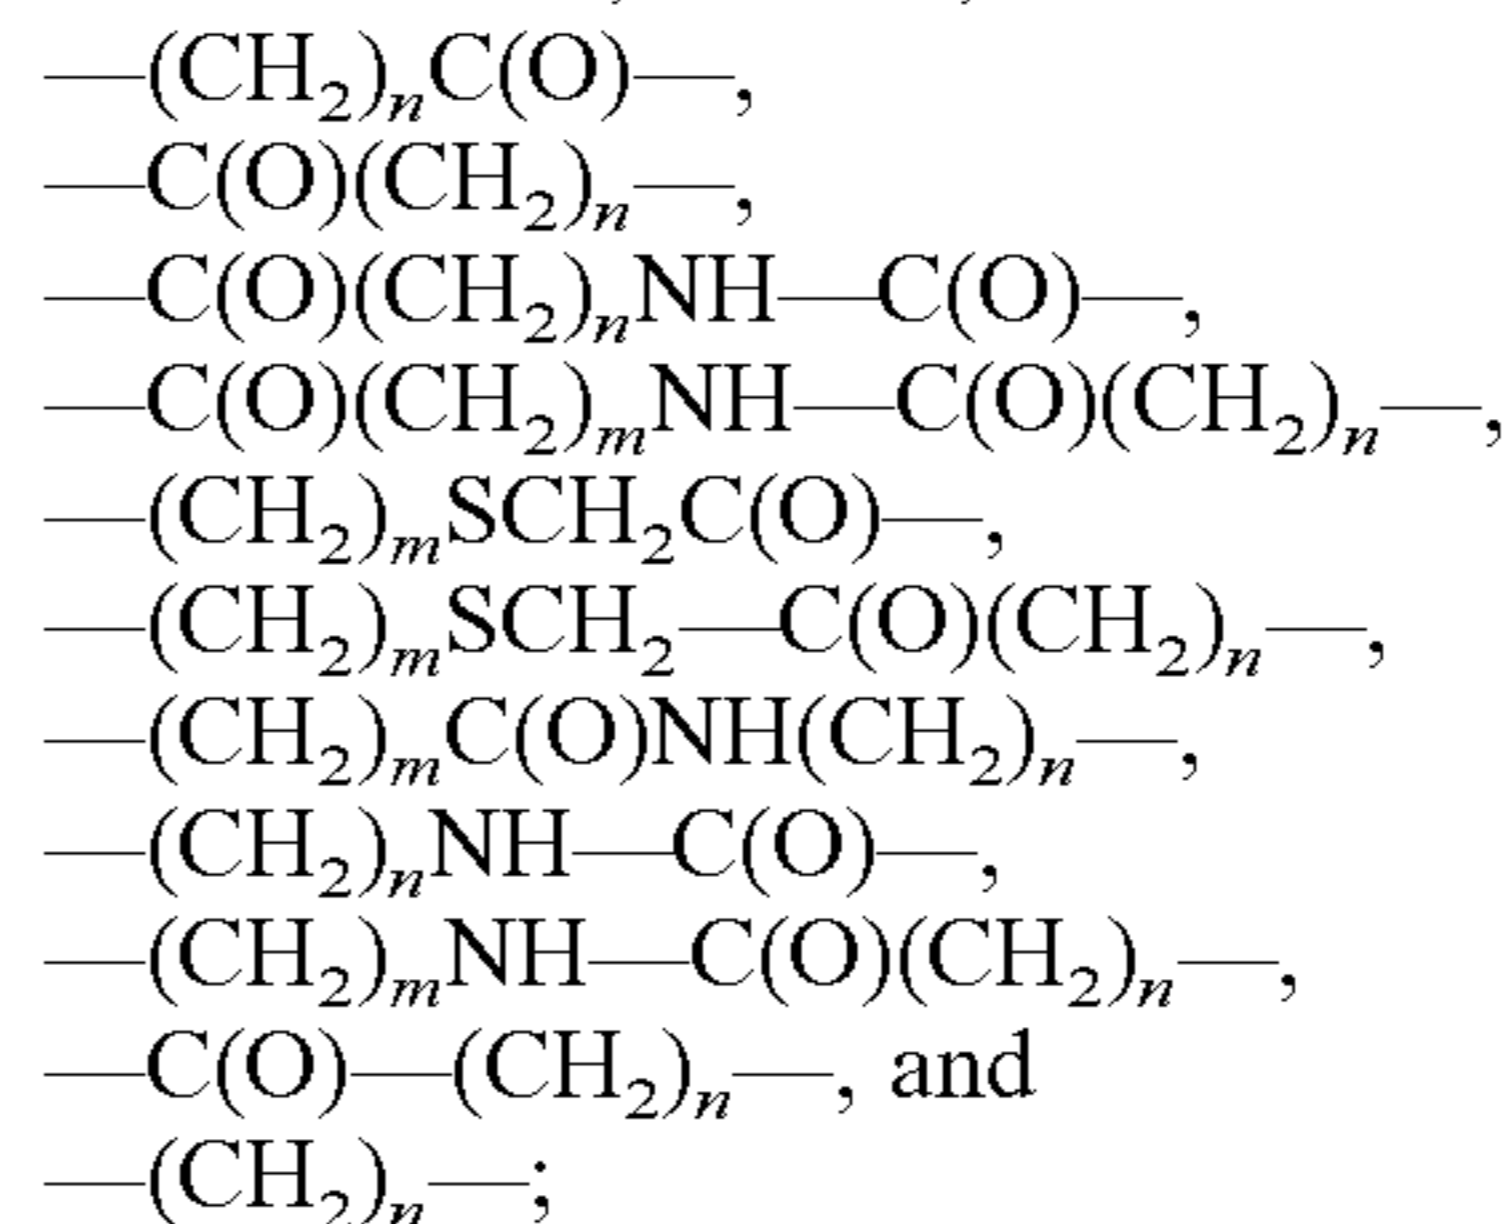 —(CH₂)ₙC(O)—,
—C(O)(CH₂)ₙ—,
—C(O)(CH₂)ₙNH—C(O)—,
—C(O)(CH₂)ₘNH—C(O)(CH₂)ₙ—,
—(CH₂)ₘSCH₂C(O)—,
—(CH₂)ₘSCH₂—C(O)(CH₂)ₙ—,
—(CH₂)ₘC(O)NH(CH₂)ₙ—,
—(CH₂)ₙNH—C(O)—,
—(CH₂)ₘNH—C(O)(CH₂)ₙ—,
—C(O)—(CH₂)ₙ—, and
—(CH₂)ₙ—;